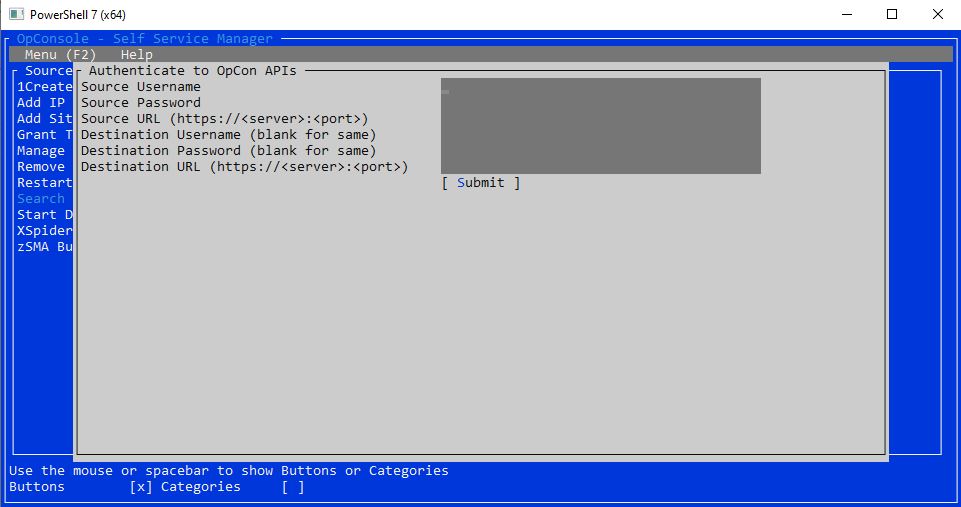 PowerShell 7 (x64)
OpConsole - Self Service Manager
Menu (F2) Help
Source
Authenticate to OpCon APIs
1Create
Source Username
Add IP
Source Password
Add Sit
Source URL (https://<server>:<port>)
Grant T
Destination Username (blank for same)
Manage
Destination Password (blank for same)
Remove
Destination URL (https://<server>:<port>)
Restart
[ Submit ]
Search
Start D
XSpider
zSMA Bu
Use the mouse or spacebar to show Buttons or Categories
Buttons [x] Categories [ ]